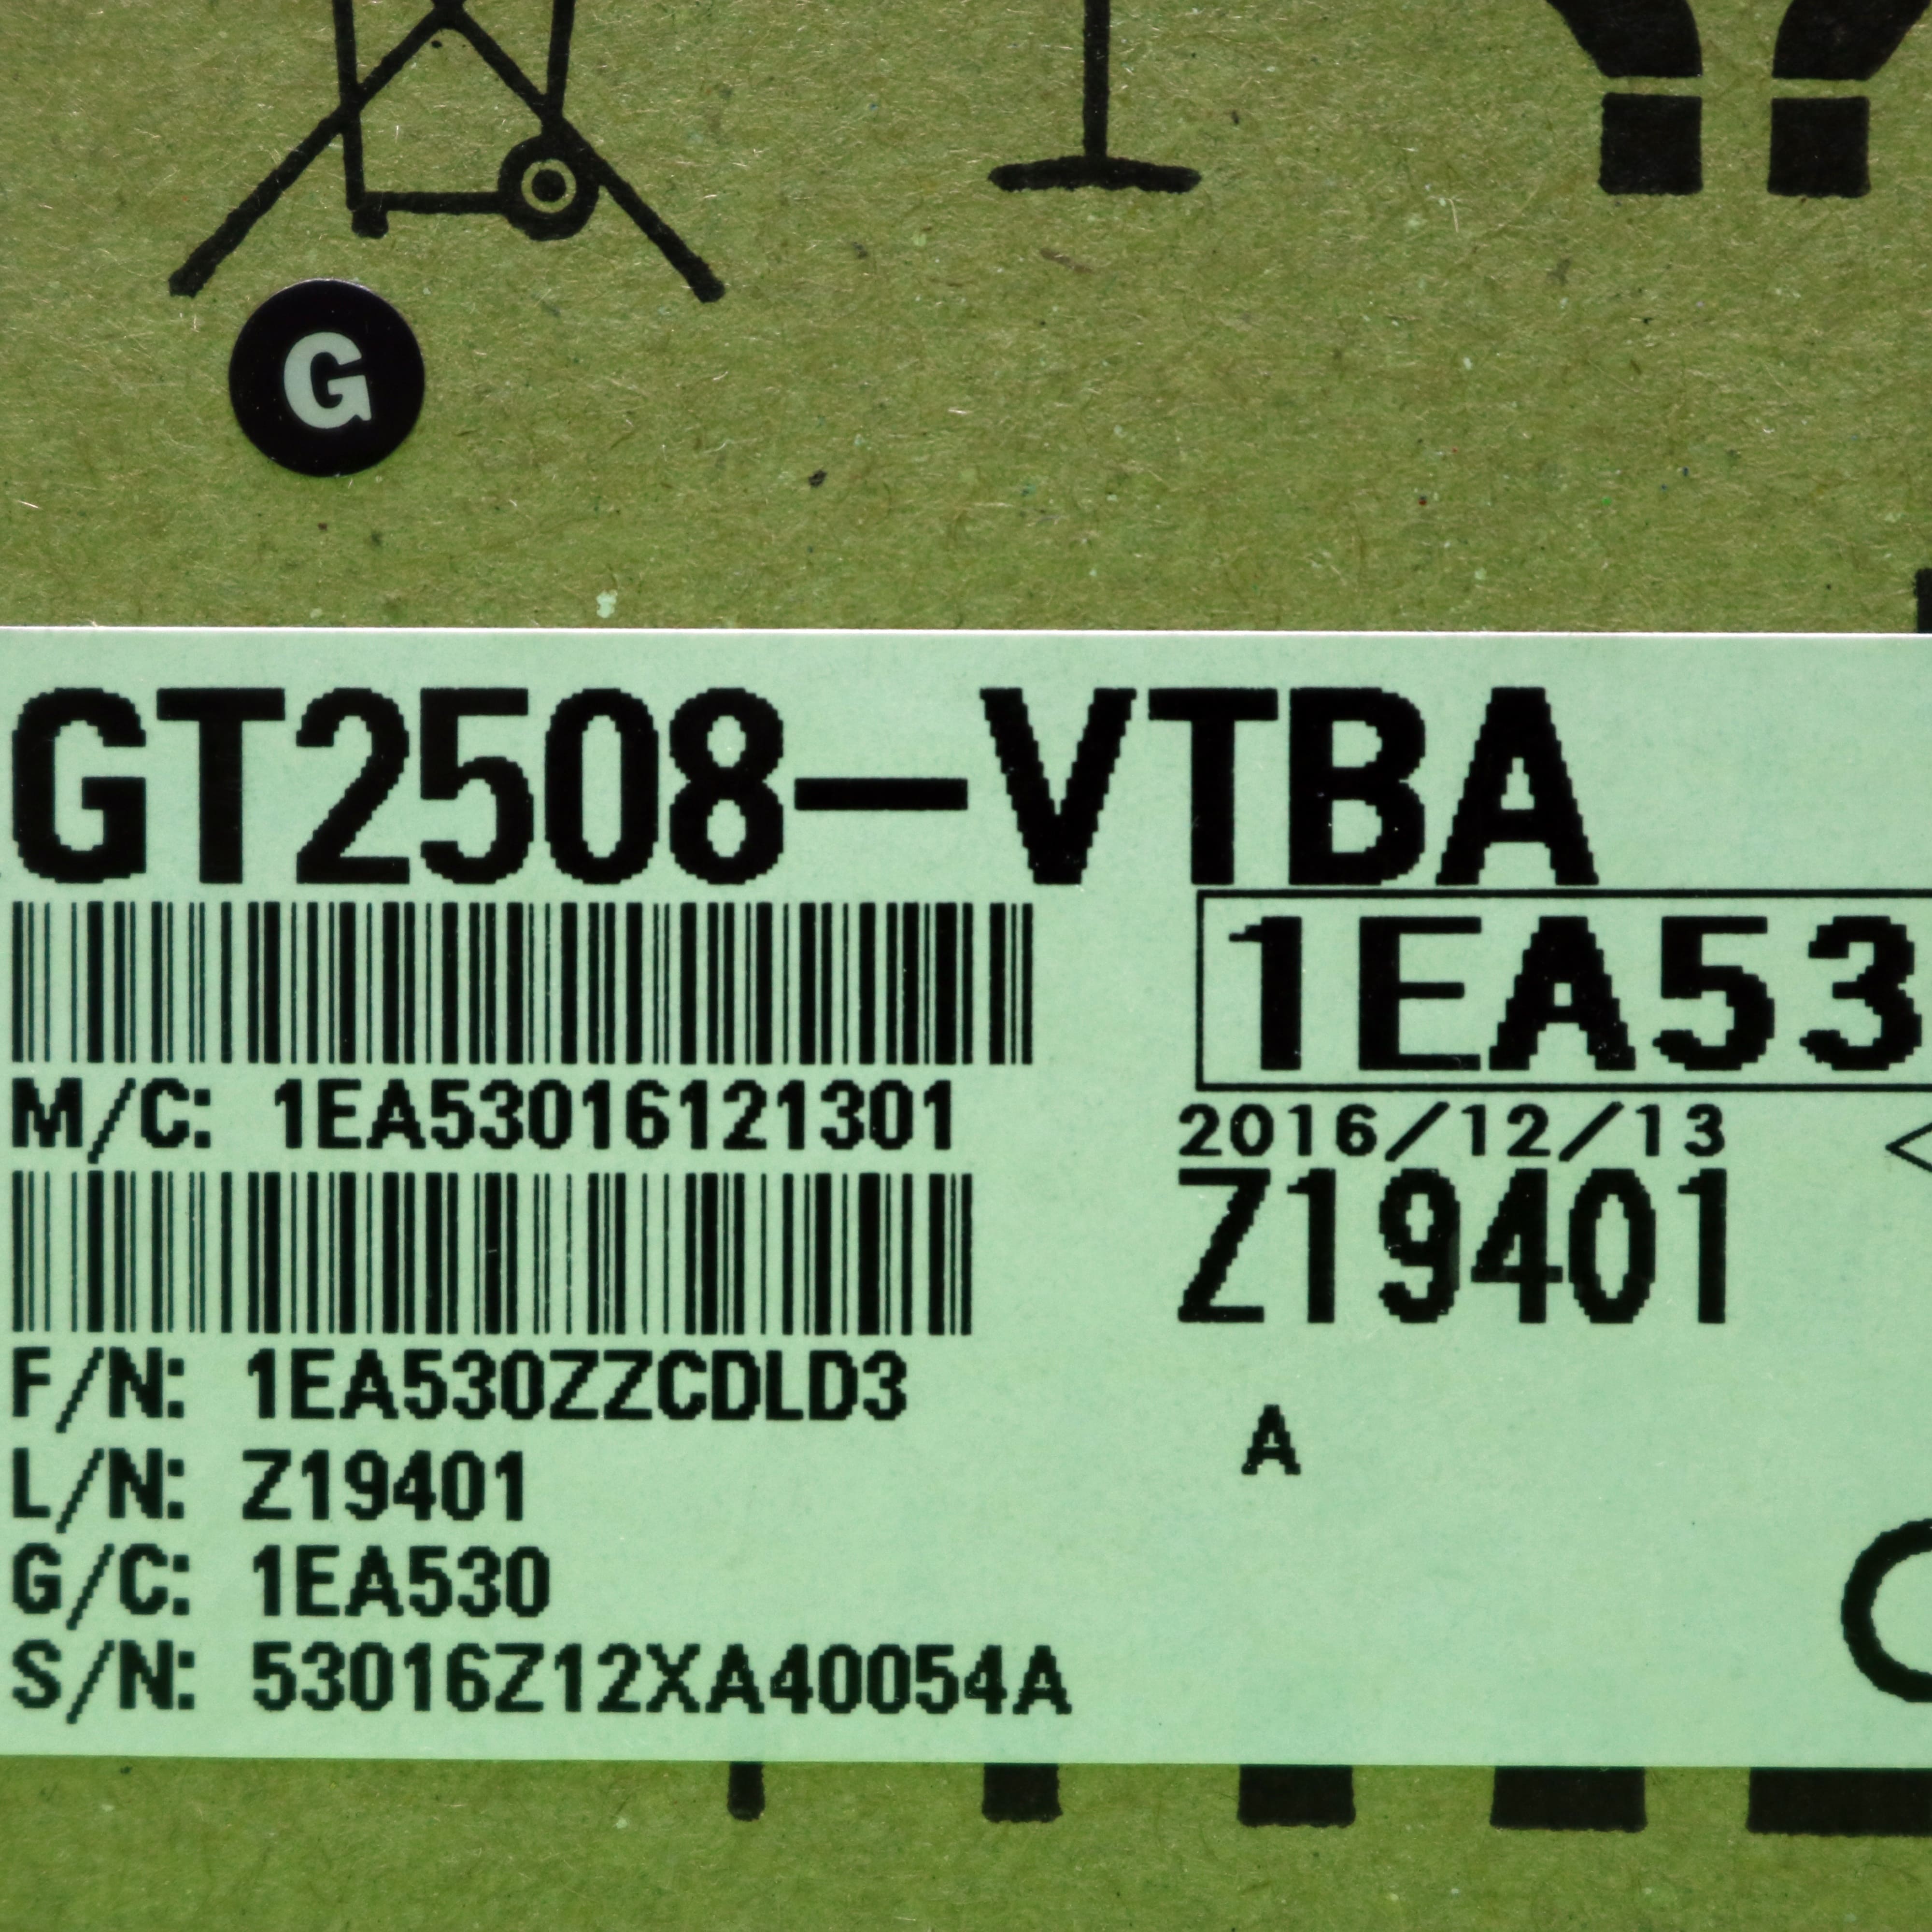 G
GT2508-VTBA
1EA53
M/C: 1EA53016121301
2016/12/13
Z19401
F/N: 1EA530ZZCDLD3
A
L/N: Z19401
G/C: 1EA530
S/N: 53016Z12XA40054A